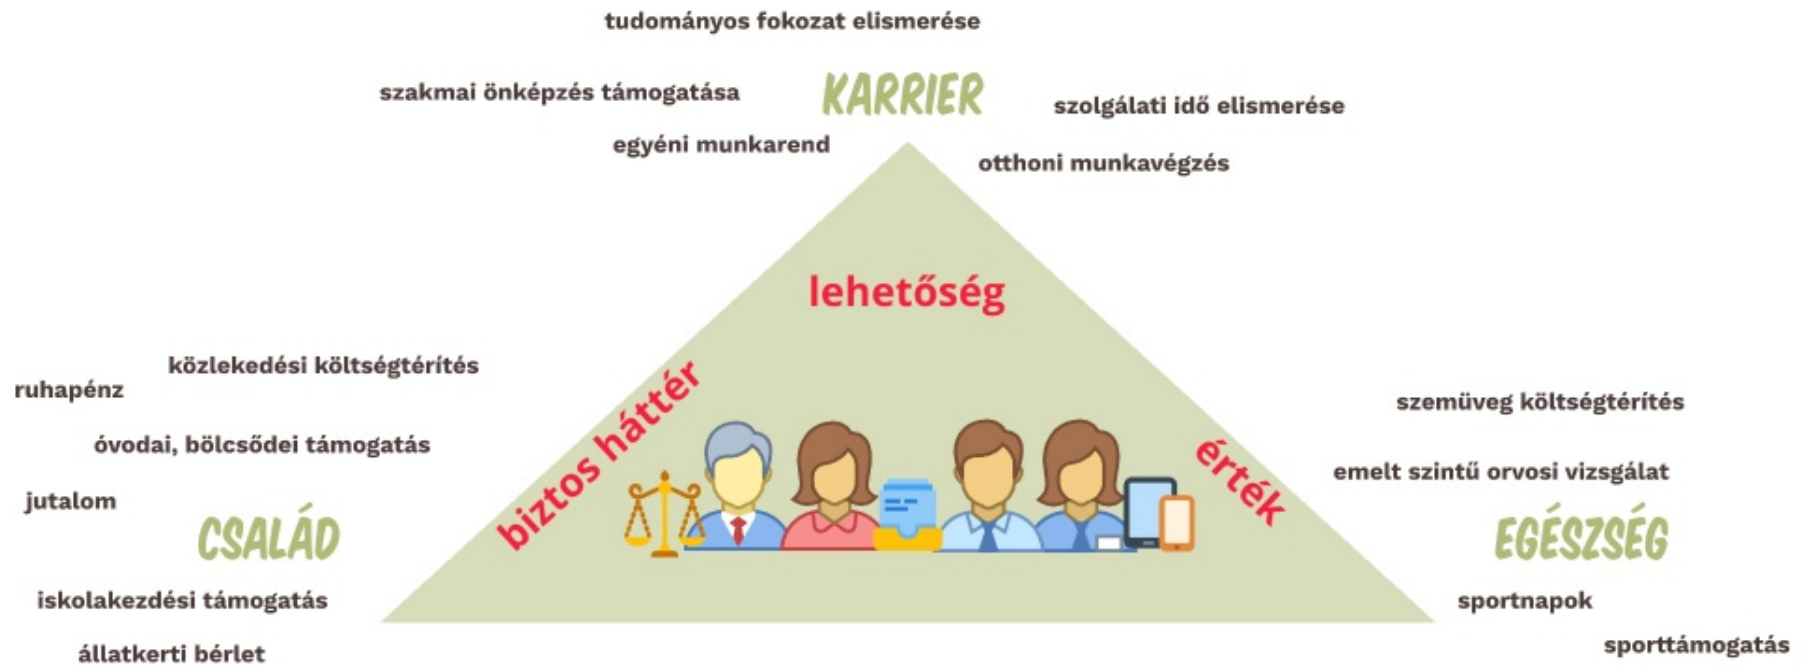 tudományos fokozat elismerése
szakmai önképzés támogatása
KARRIER
szolgálati idő elismerése
egyéni munkarend
otthoni munkavégzés
lehetőség
biztos háttér
érték
közlekedési költségtérítés
ruhapénz
óvodai, bölcsődei támogatás
jutalom
CSALÁD
iskolakezdési támogatás
állatkerti bérlet
szemüveg költségtérítés
emelt szintű orvosi vizsgálat
EGÉSZSÉG
sportnapok
sporttámogatás